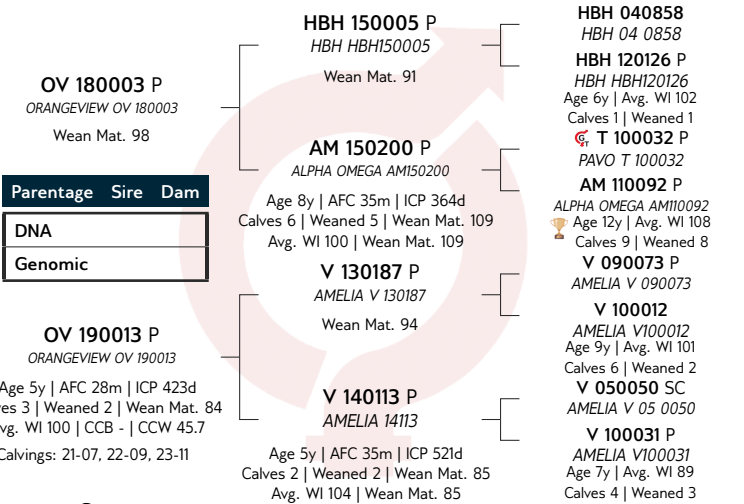 OV 180003 P
ORANGEVIEW OV 180003
Wean Mat. 98
Parentage Sire Dam
DNA
Genomic
OV 190013 P
ORANGEVIEW OV 190013
Age 5y | AFC 28m | ICP 423d
es 3 | Weaned 2 | Wean Mat. 84
vg. WI 100 | CCB - | CCW 45.7
Calvings: 21-07, 22-09, 23-11
HBH 150005 P
HBH HBH150005
Wean Mat. 91
AM 150200 P
ALPHA OMEGA AM150200
Age 8y | AFC 35m | ICP 364d
Calves 6 | Weaned 5 | Wean Mat. 109
Avg. WI 100 | Wean Mat. 109
V 130187 P
AMELIA V 130187
Wean Mat. 94
V 140113 P
AMELIA 14113
Age 5y | AFC 35m | ICP 521d
Calves 2 | Weaned 2 | Wean Mat. 85
Avg. WI 104 | Wean Mat. 85
HBH 040858
HBH 04 0858
HBH 120126 P
HBH HBH120126
Age 6y | Avg. WI 102
Calves 1 | Weaned 1
T 100032 P
PAVO T 100032
AM 110092 P
ALPHA OMEGA AM110092
Age 12y | Avg. WI 108
Calves 9 | Weaned 8
V 090073 P
AMELIA V 090073
V 100012
AMELIA V100012
Age 9y | Avg. WI 101
Calves 6 | Weaned 2
V 050050 SC
AMELIA V 05 0050
V 100031 P
AMELIA V100031
Age 7y | Avg. WI 89
Calves 4 | Weaned 3